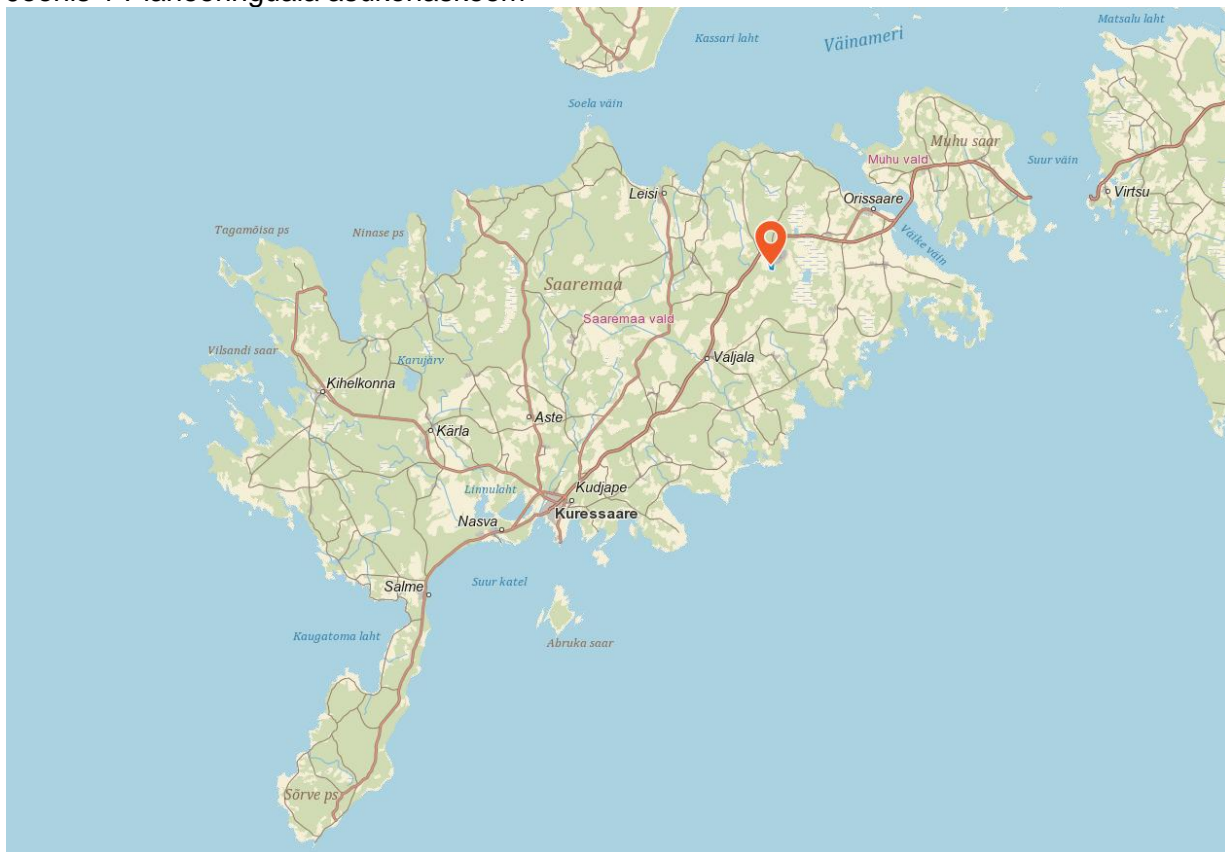 Matsalu laht
Kassari laht
Väinameri
Soela väin
Muhu saar
Muhu vald
Suur väin
Leisi
Virtsu
Orissaare
Tagamõisa ps
Ninase ps
Väike väin
Saaremaa
Saaremaa vald
Vilsandi saar
Karujärv
Valjala
Kihelkonna
Aste
Kärla
Linnulaht
Kudjape
Kuressaare
Nasva
Suur katel
Salme
Kaugatoma laht
Abruka saar
Sõrve ps